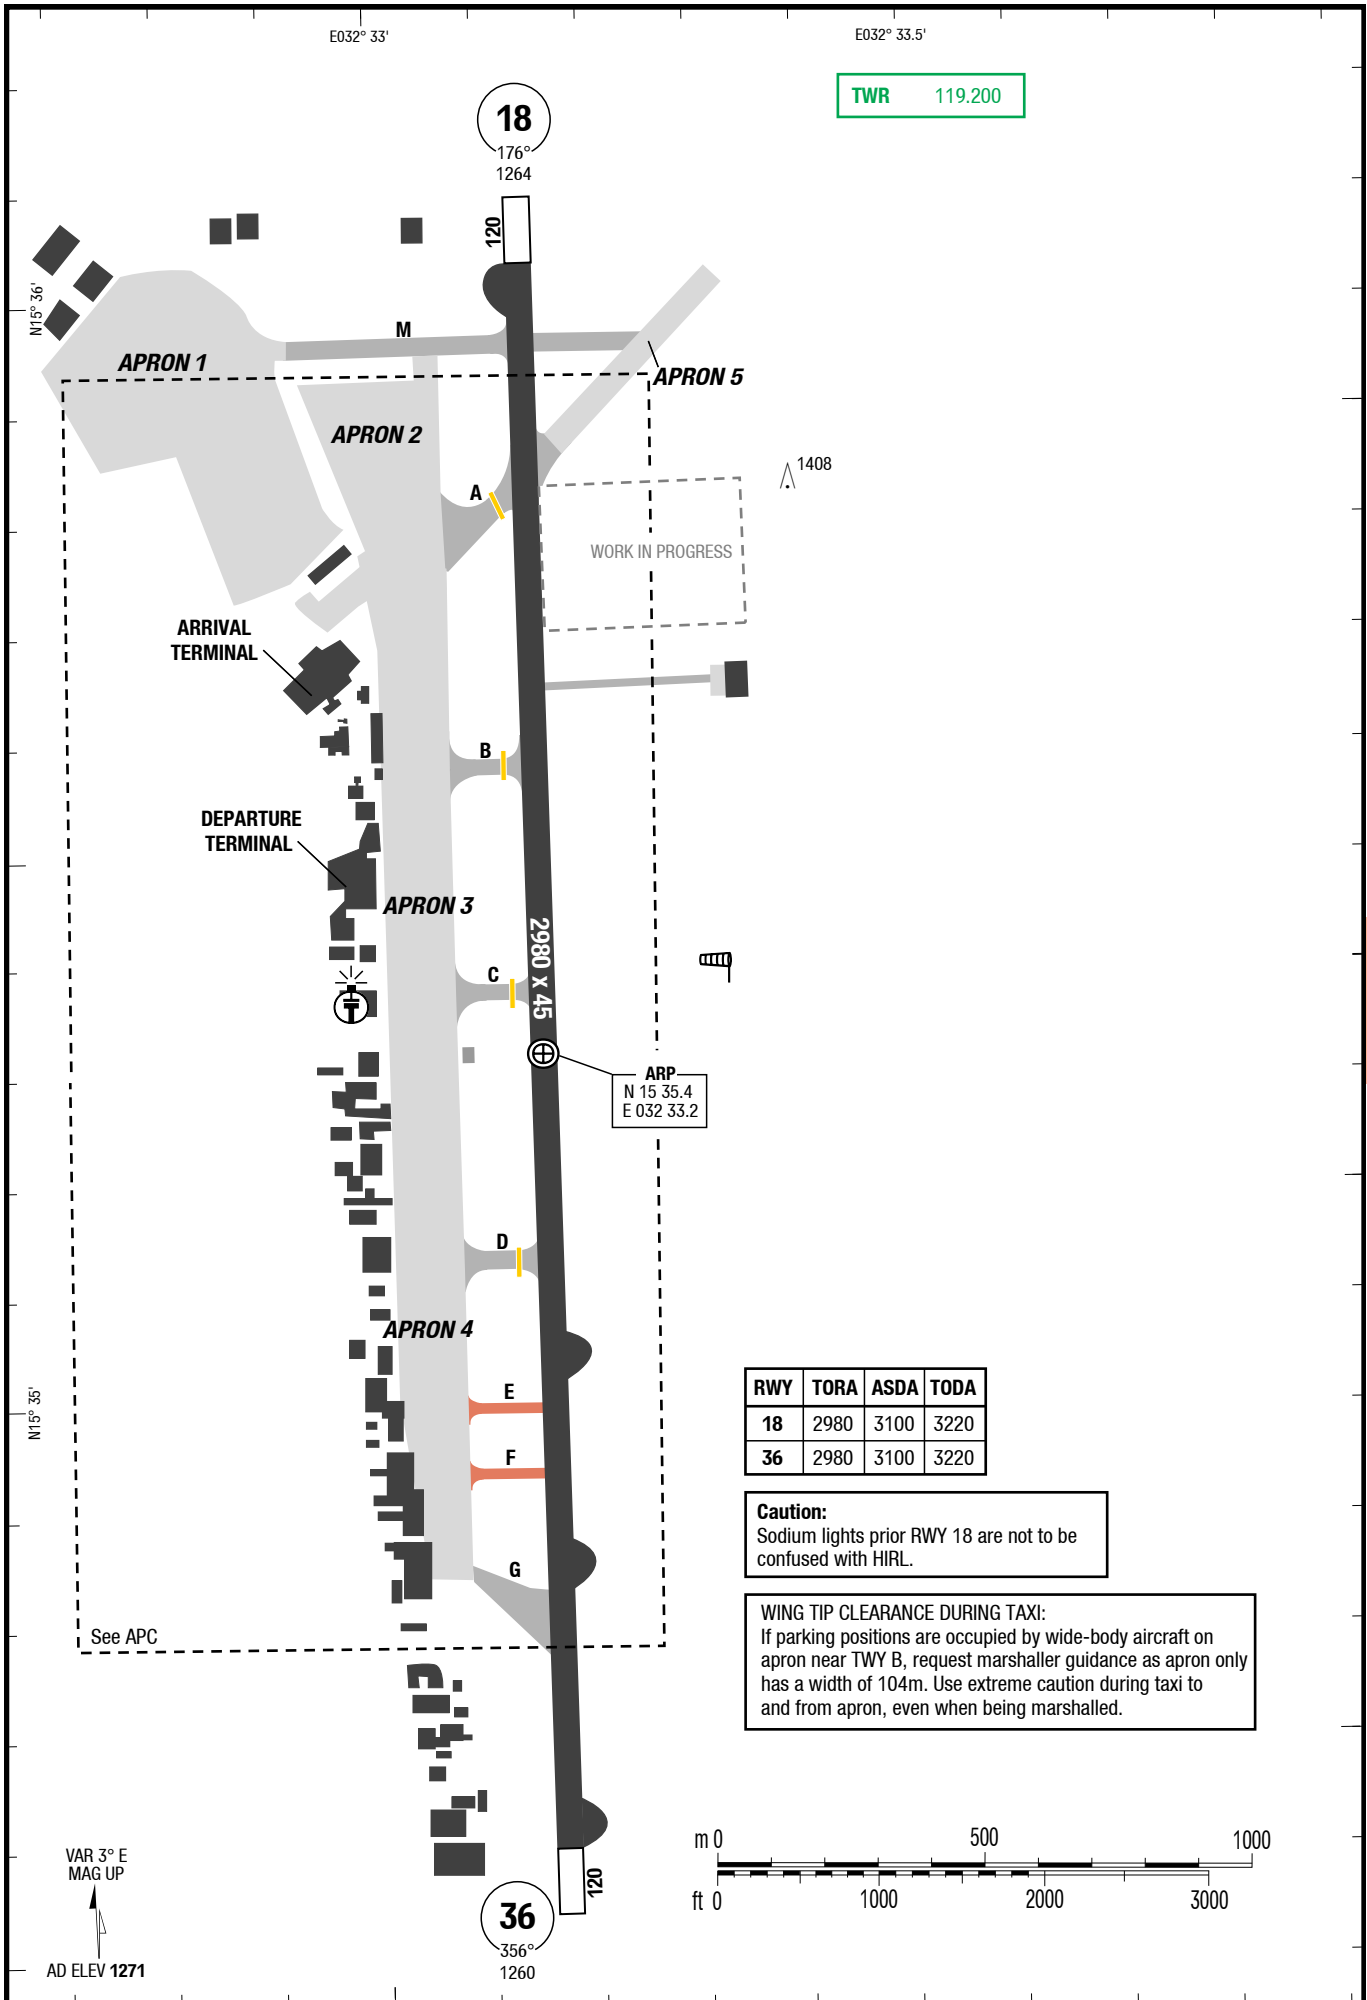 E032° 33'
E032° 33.5'
TWR 119.200
18
176°
1264
120
N15° 36'
M
APRON 1
APRON 5
APRON 2
1408
A
WORK IN PROGRESS
ARRIVAL
TERMINAL
B
DEPARTURE
TERMINAL
APRON 3
2980 x 45
C
ARP
N 15 35.4
E 032 33.2
D
APRON 4
E
N15° 35'
F
RWY TORA ASDA TODA
18 2980 3100 3220
36 2980 3100 3220
Caution:
Sodium lights prior RWY 18 are not to be
confused with HIRL.
G
WING TIP CLEARANCE DURING TAXI:
If parking positions are occupied by wide-body aircraft on
apron near TWY B, request marshaller guidance as apron only
has a width of 104m. Use extreme caution during taxi to
and from apron, even when being marshalled.
See APC
m 0 500 1000
ft 0 1000 2000 3000
VAR 3° E
MAG UP
120
36
356°
1260
AD ELEV 1271